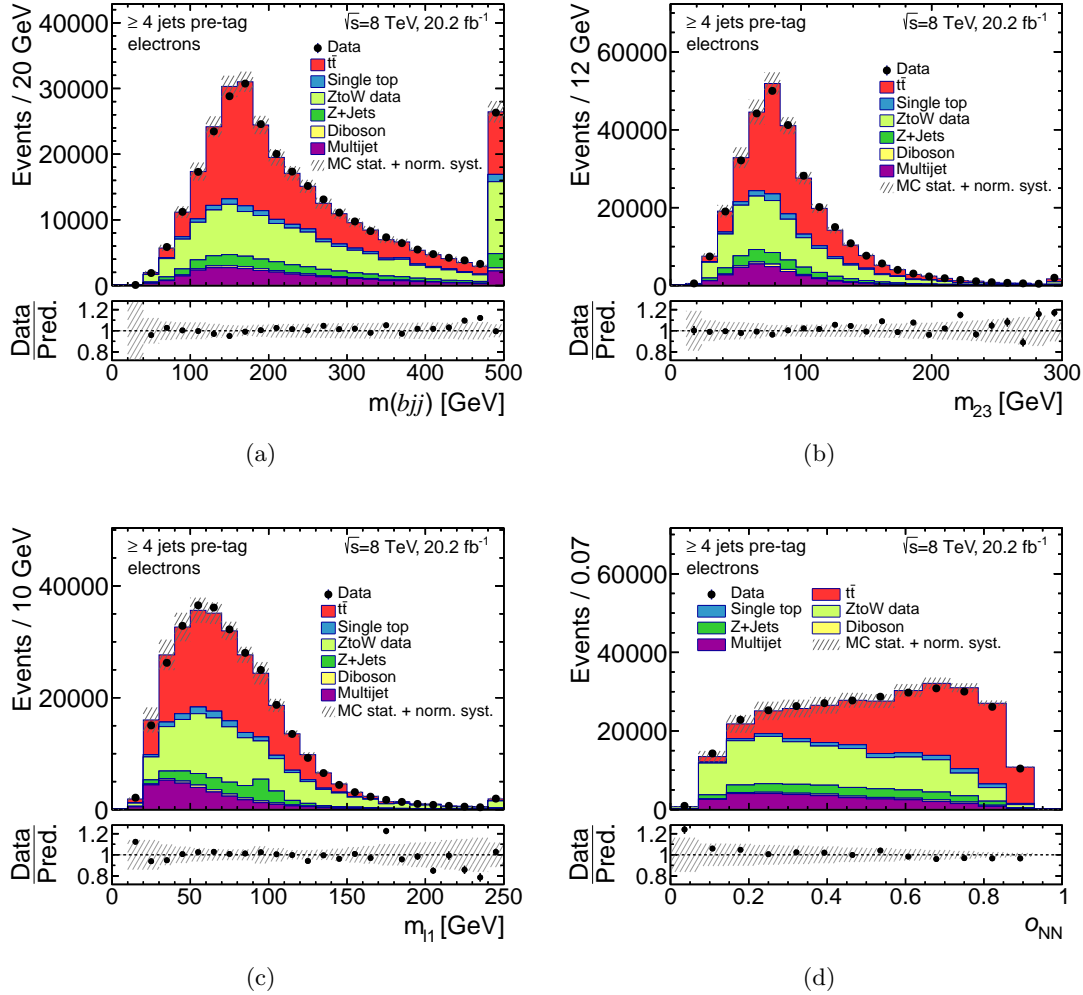 ≥ 4 jets pre-tag
√s=8 TeV, 20.2 fb⁻¹
electrons
Data
tt̄
Single top
ZtoW data
Z+Jets
Diboson
Multijet
MC stat. + norm. syst.
Events / 20 GeV
40000
30000
20000
10000
0
Data
Pred.
1.2
1
0.8
0 100 200 300 400 500
m(bjj) [GeV]
(a)
≥ 4 jets pre-tag
√s=8 TeV, 20.2 fb⁻¹
electrons
Data
tt̄
Single top
ZtoW data
Z+Jets
Diboson
Multijet
MC stat. + norm. syst.
Events / 12 GeV
60000
40000
20000
0
Data
Pred.
1.2
1
0.8
0 100 200 300
m₂₃ [GeV]
(b)
≥ 4 jets pre-tag
√s=8 TeV, 20.2 fb⁻¹
electrons
Data
tt̄
Single top
ZtoW data
Z+Jets
Diboson
Multijet
MC stat. + norm. syst.
Events / 10 GeV
40000
20000
0
Data
Pred.
1.2
1
0.8
0 50 100 150 200 250
m_l1 [GeV]
(c)
≥ 4 jets pre-tag
√s=8 TeV, 20.2 fb⁻¹
electrons
Data tt̄
Single top ZtoW data
Z+Jets Diboson
Multijet MC stat. + norm. syst.
Events / 0.07
60000
40000
20000
0
Data
Pred.
1.2
1
0.8
0 0.2 0.4 0.6 0.8 1
o_NN
(d)